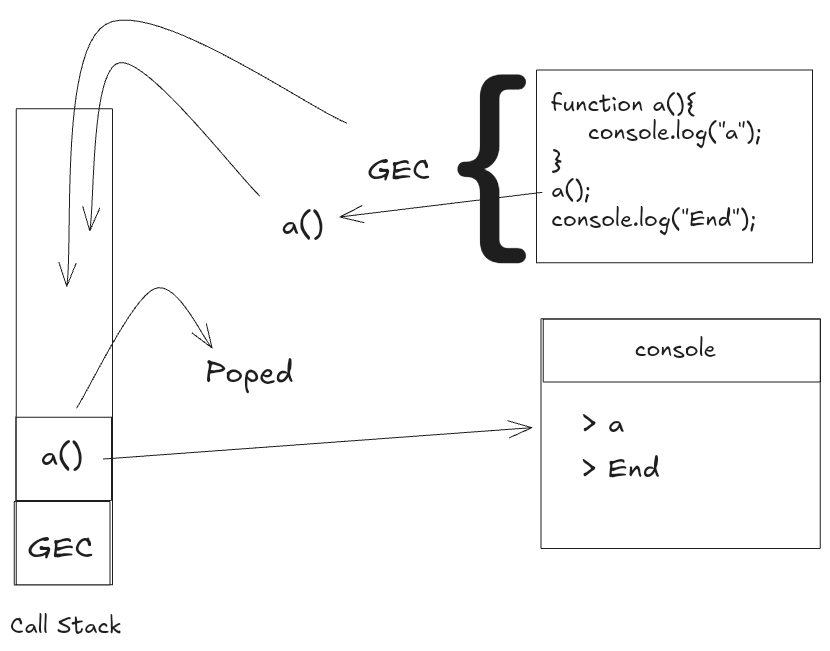 function a(){
console.log("a");
}
a();
console.log("End");
GEC
a()
Poped
console
> a
> End
a()
GEC
Call Stack